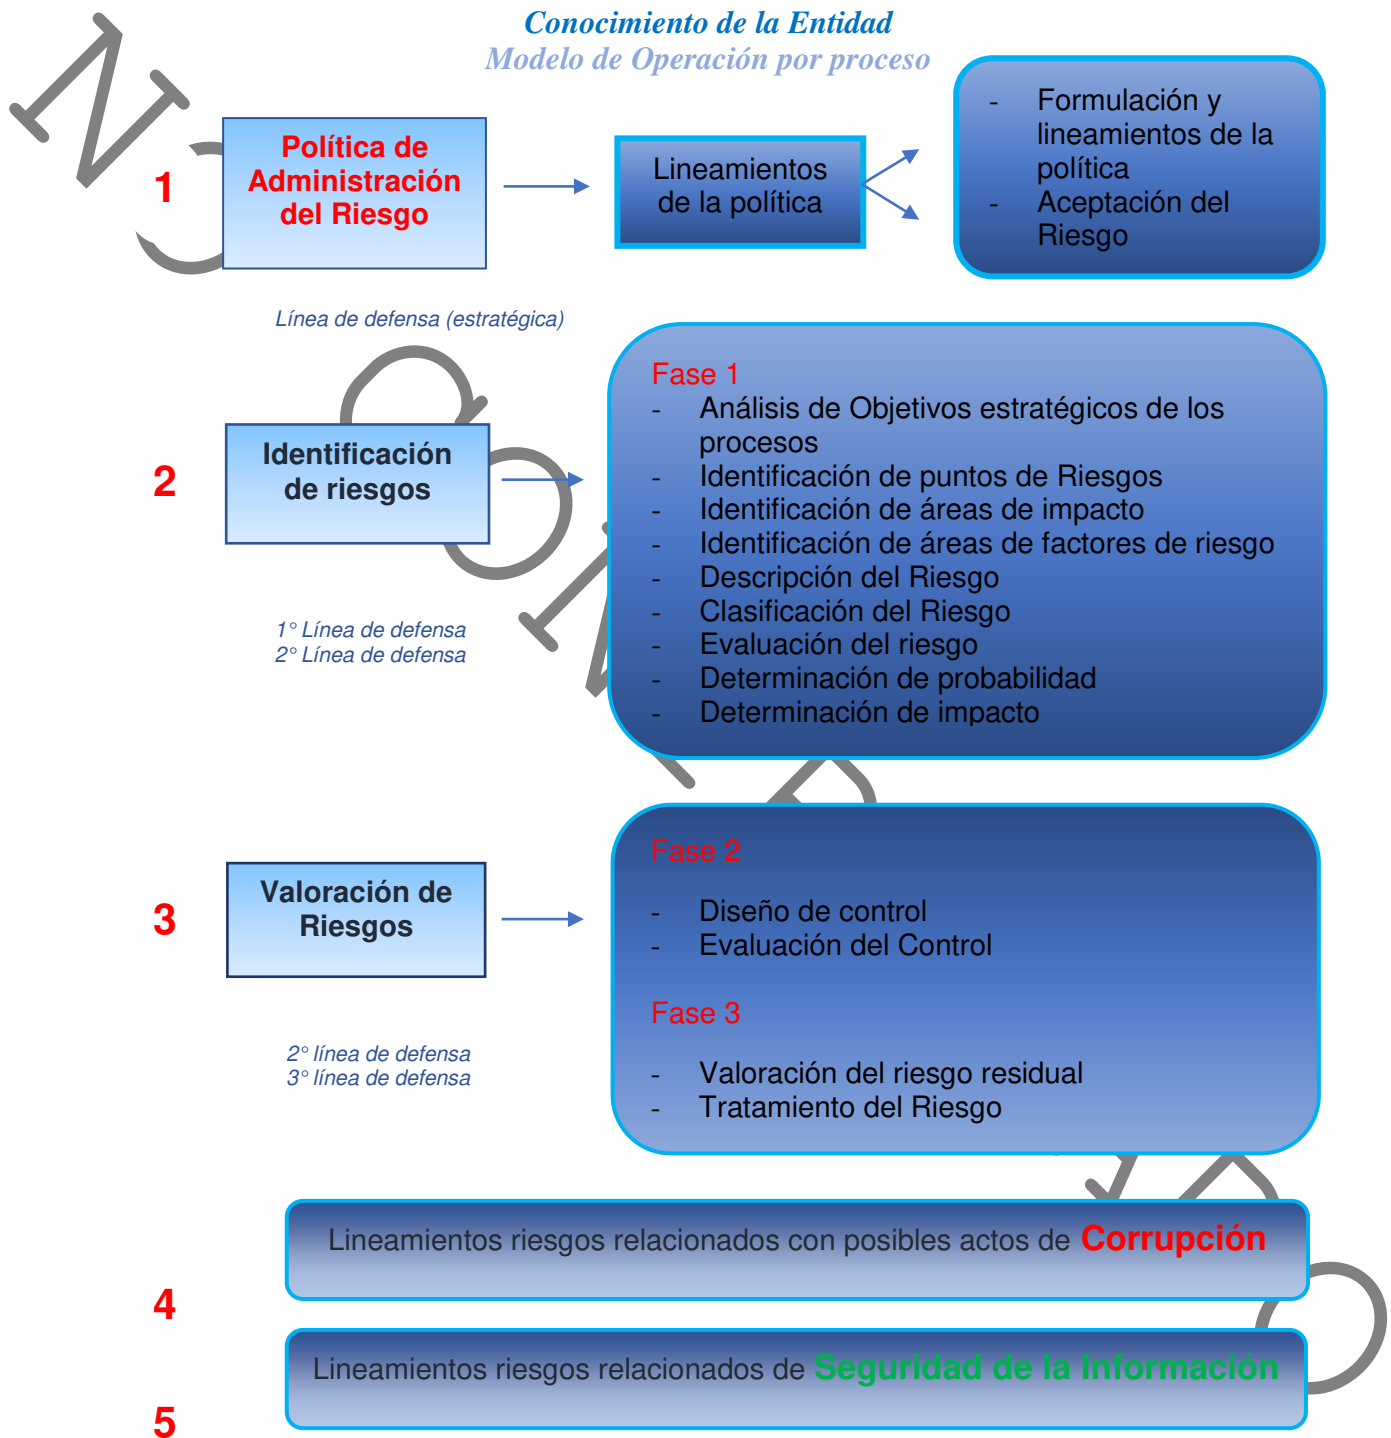 Conocimiento de la Entidad
Modelo de Operación por proceso
1
Política de
Administración
del Riesgo
Lineamientos
de la política
- Formulación y
lineamientos de la
política
- Aceptación del
Riesgo
Línea de defensa (estratégica)
2
Identificación
de riesgos
Fase 1
- Análisis de Objetivos estratégicos de los
procesos
- Identificación de puntos de Riesgos
- Identificación de áreas de impacto
- Identificación de áreas de factores de riesgo
- Descripción del Riesgo
- Clasificación del Riesgo
- Evaluación del riesgo
- Determinación de probabilidad
- Determinación de impacto
1° Línea de defensa
2° Línea de defensa
3
Valoración de
Riesgos
Fase 2
- Diseño de control
- Evaluación del Control
Fase 3
- Valoración del riesgo residual
- Tratamiento del Riesgo
2° línea de defensa
3° línea de defensa
4
Lineamientos riesgos relacionados con posibles actos de Corrupción
5
Lineamientos riesgos relacionados de Seguridad de la Información